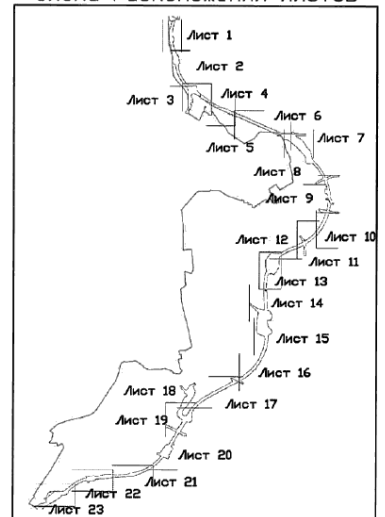 Лист 1
Лист 2
Лист 3
Лист 4
Лист 5
Лист 6
Лист 7
Лист 8
Лист 9
Лист 10
Лист 11
Лист 12
Лист 13
Лист 14
Лист 15
Лист 16
Лист 17
Лист 18
Лист 19
Лист 20
Лист 21
Лист 22
Лист 23